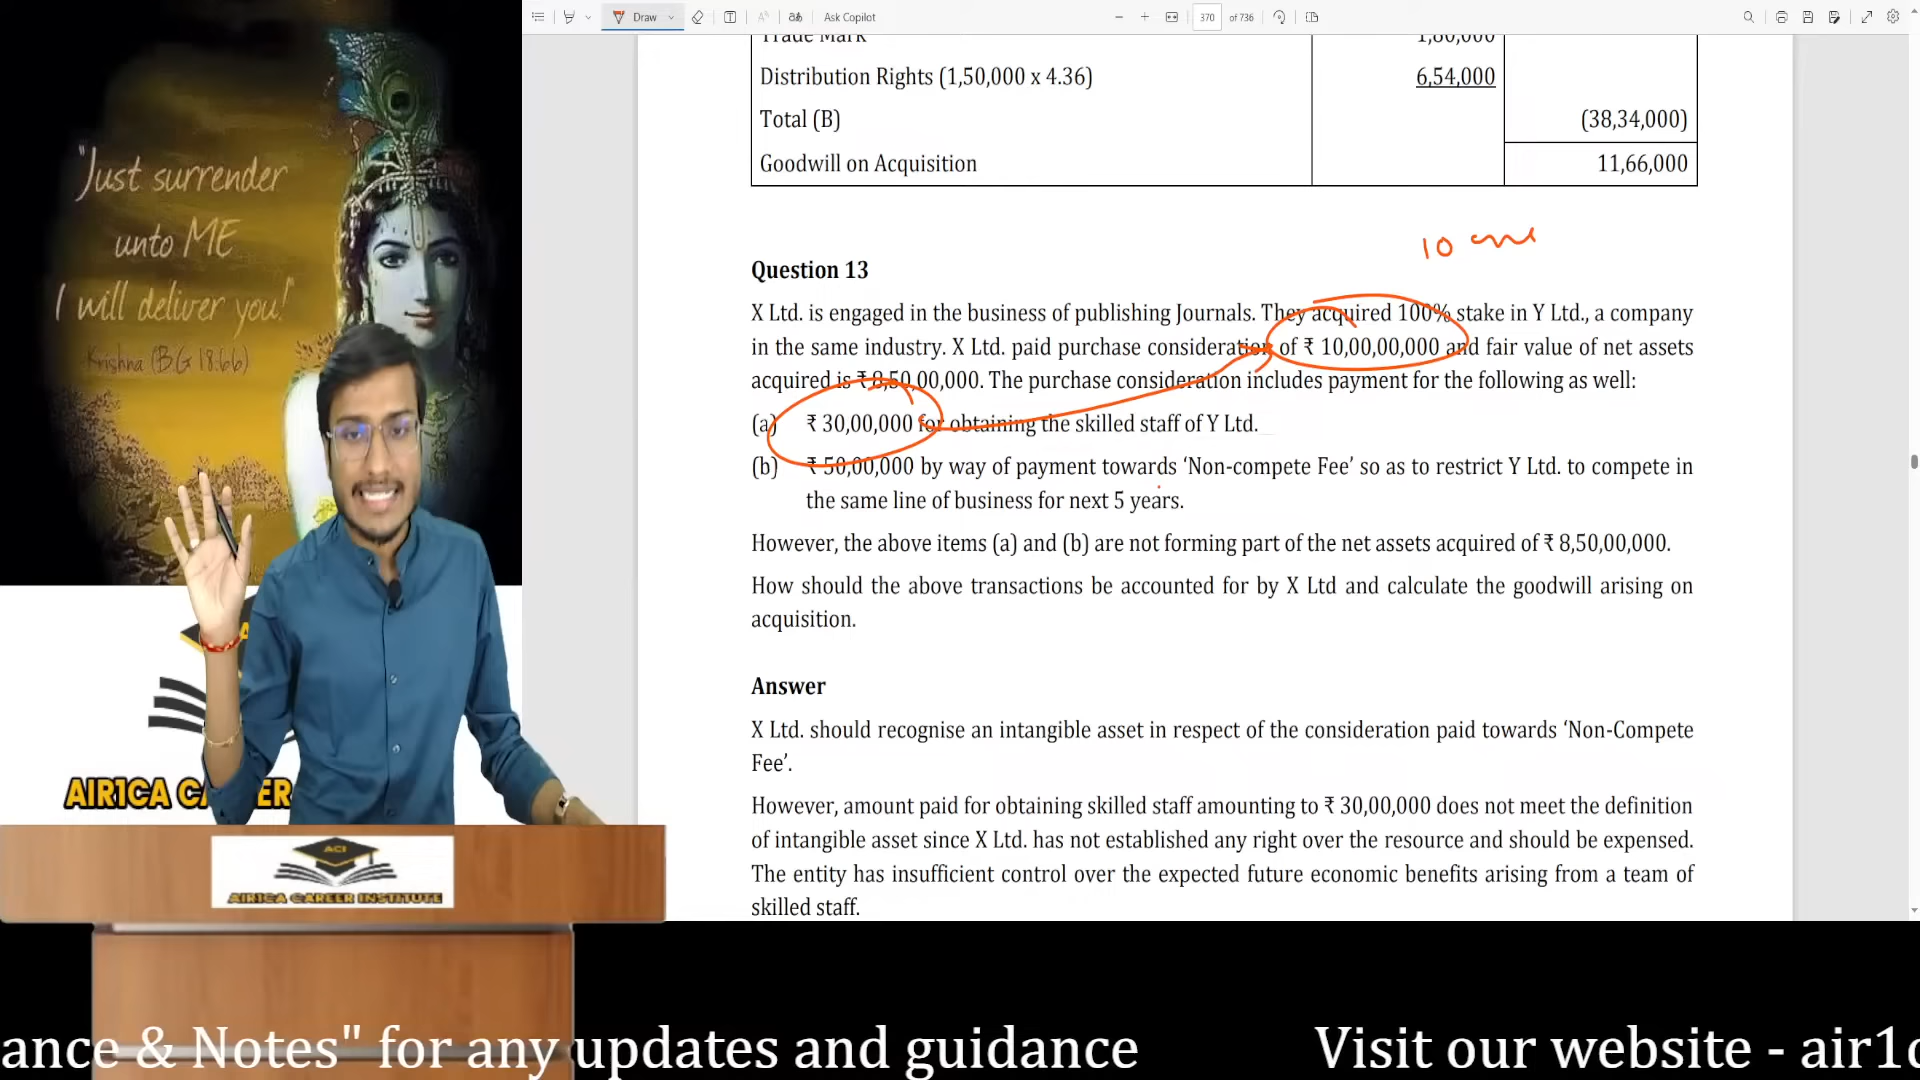 Draw
Ask Copilot
370
of 736
Trade Mark 1,80,000
Distribution Rights (1,50,000 x 4.36) 6,54,000
Total (B) (38,34,000)
Goodwill on Acquisition 11,66,000
"Just surrender
unto ME
I will deliver you!"
Krishna (B.G 18:66)
10
Question 13
X Ltd. is engaged in the business of publishing Journals. They acquired 100% stake in Y Ltd., a company
in the same industry. X Ltd. paid purchase consideration of ₹ 10,00,00,000 and fair value of net assets
acquired is ₹ 8,50,00,000. The purchase consideration includes payment for the following as well:
(a) ₹ 30,00,000 for obtaining the skilled staff of Y Ltd.
(b) ₹ 50,00,000 by way of payment towards ‘Non-compete Fee’ so as to restrict Y Ltd. to compete in
the same line of business for next 5 years.
However, the above items (a) and (b) are not forming part of the net assets acquired of ₹ 8,50,00,000.
How should the above transactions be accounted for by X Ltd and calculate the goodwill arising on
acquisition.
Answer
X Ltd. should recognise an intangible asset in respect of the consideration paid towards ‘Non-Compete
Fee’.
However, amount paid for obtaining skilled staff amounting to ₹ 30,00,000 does not meet the definition
of intangible asset since X Ltd. has not established any right over the resource and should be expensed.
The entity has insufficient control over the expected future economic benefits arising from a team of
skilled staff.
AIR1CA C ER
ACI
AIR1CA CAREER INSTITUTE
ance & Notes" for any updates and guidance Visit our website - air1c